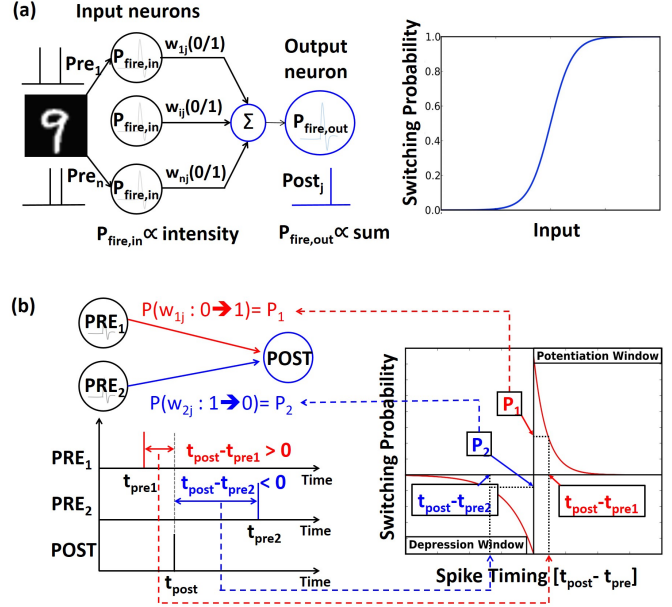 (a)
Input neurons
Pre1
Pfire,in
w1j(0/1)
Output
neuron
9
Pfire,in
wij(0/1)
Σ
Pfire,out
Pren
Pfire,in
wnj(0/1)
Postj
Pfire,in∝ intensity
Pfire,out∝ sum
Switching Probability
1.0
0.8
0.6
0.4
0.2
0.0
Input
(b)
PRE1
P(w1j : 0➔1)= P1
POST
PRE2
P(w2j : 1➔0)= P2
PRE1
tpost-tpre1 > 0
tpre1
Time
PRE2
tpost-tpre2 < 0
tpre2
Time
POST
tpost
Time
Switching Probability
Potentiation Window
P1
P2
tpost-tpre2
tpost-tpre1
Depression Window
Spike Timing [tpost- tpre]